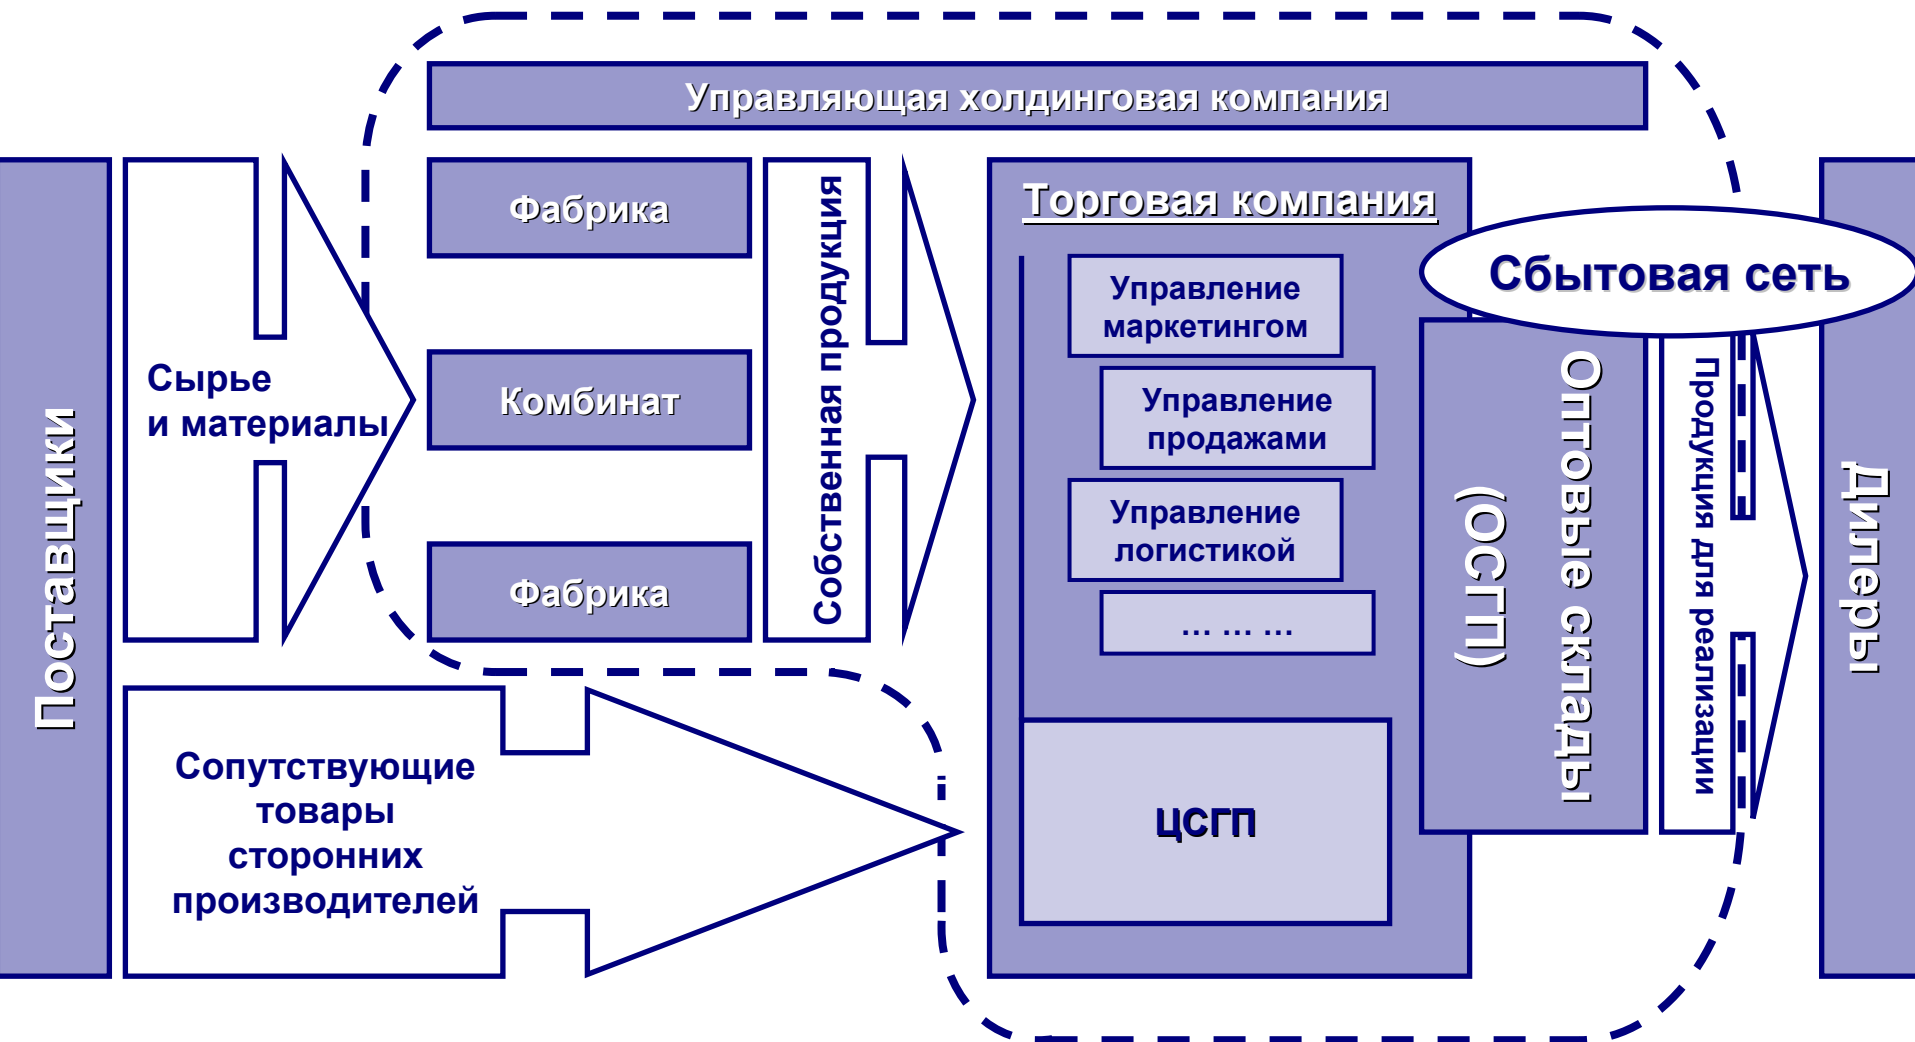 Управляющая холдинговая компания
Поставщики
Сырье
и материалы
Фабрика
Комбинат
Фабрика
Собственная продукция
Торговая компания
Управление
маркетингом
Управление
продажами
Управление
логистикой
… … …
ЦСГП
Сбытовая сеть
Оптовые склады
(ОСГП)
Продукция для реализации
Дилеры
Сопутствующие
товары
сторонних
производителей